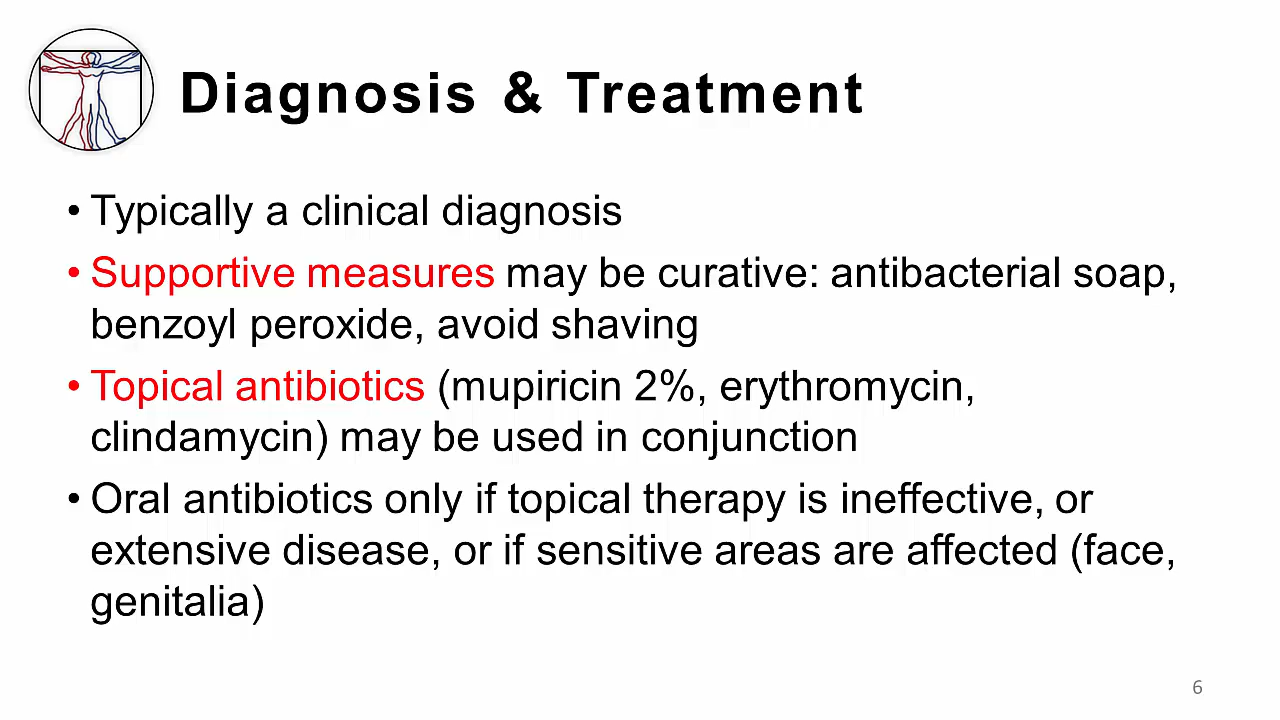 Diagnosis & Treatment
• Typically a clinical diagnosis
• Supportive measures may be curative: antibacterial soap,
benzoyl peroxide, avoid shaving
• Topical antibiotics (mupiricin 2%, erythromycin,
clindamycin) may be used in conjunction
• Oral antibiotics only if topical therapy is ineffective, or
extensive disease, or if sensitive areas are affected (face,
genitalia)
6